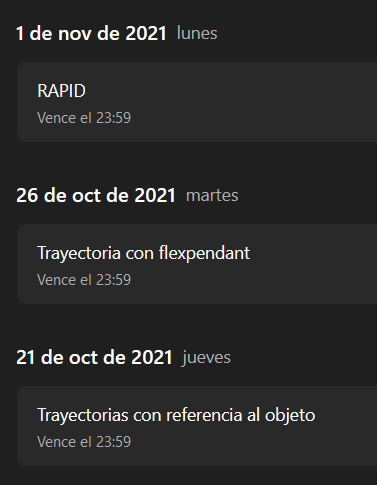 1 de nov de 2021 lunes
RAPID
Vence el 23:59
26 de oct de 2021 martes
Trayectoria con flexpendant
Vence el 23:59
21 de oct de 2021 jueves
Trayectorias con referencia al objeto
Vence el 23:59